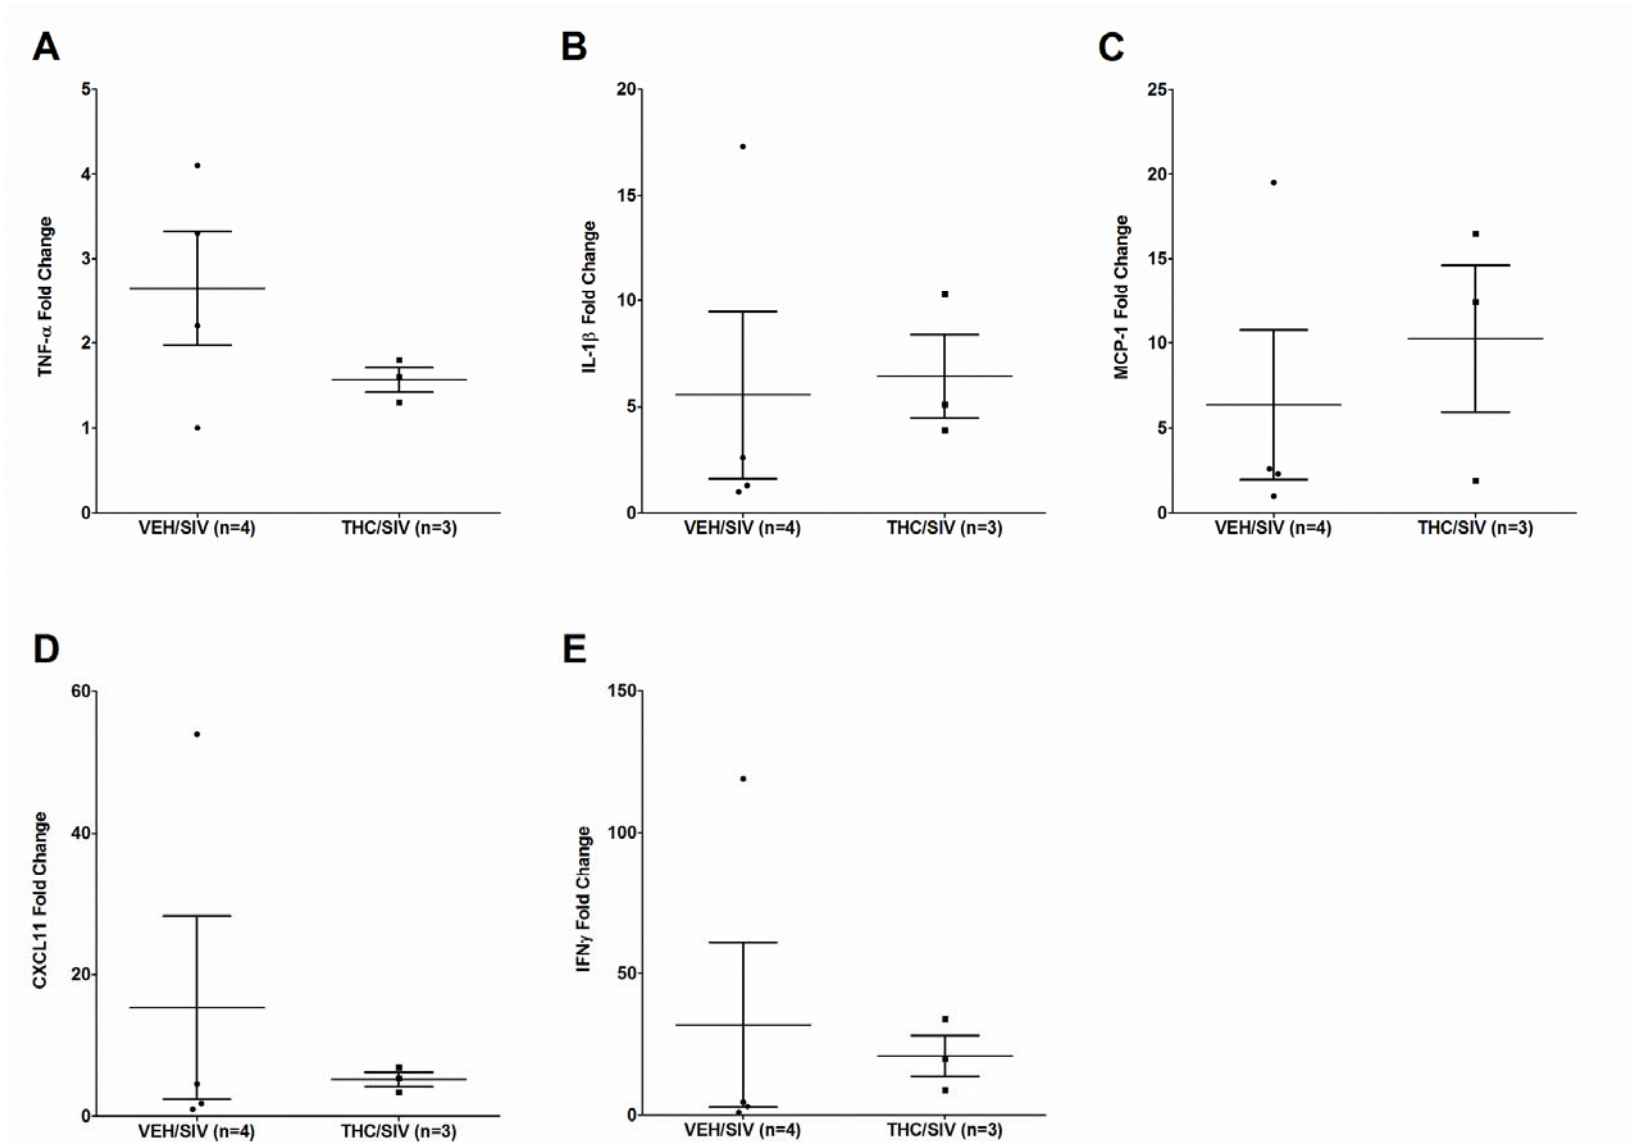 A
B
C
5
4
3
2
1
0
TNF-α Fold Change
VEH/SIV (n=4)
THC/SIV (n=3)
20
15
10
5
0
IL-1β Fold Change
VEH/SIV (n=4)
THC/SIV (n=3)
25
20
15
10
5
0
MCP-1 Fold Change
VEH/SIV (n=4)
THC/SIV (n=3)
D
E
60
40
20
0
CXCL11 Fold Change
VEH/SIV (n=4)
THC/SIV (n=3)
150
100
50
0
IFNγ Fold Change
VEH/SIV (n=4)
THC/SIV (n=3)